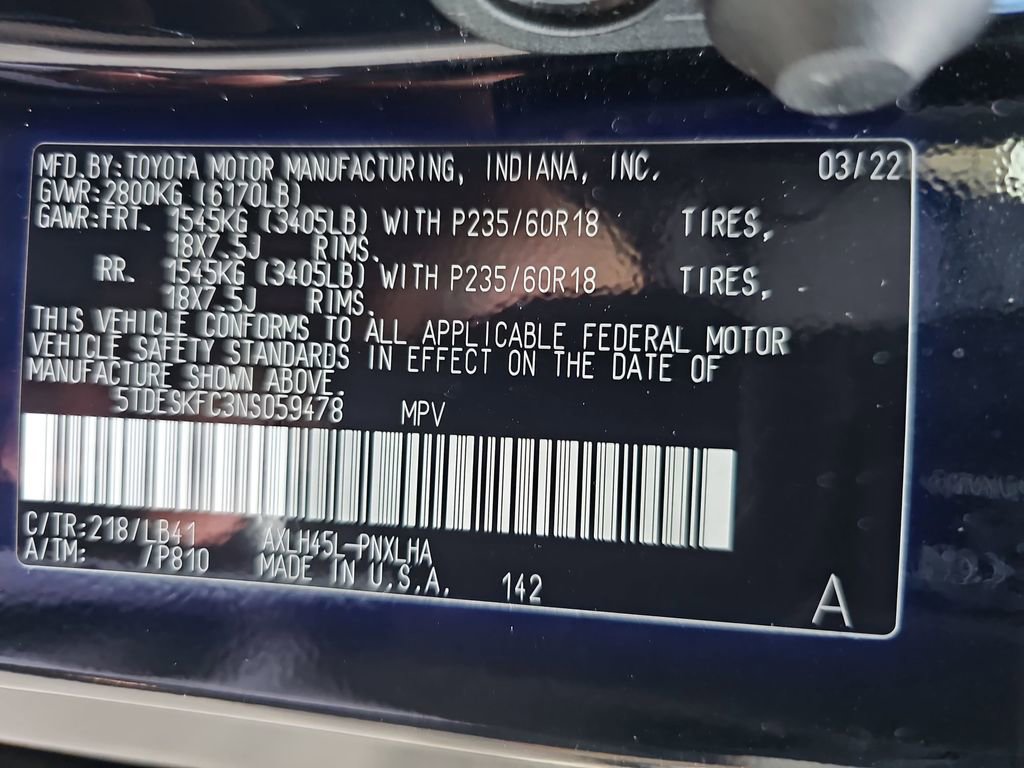 MFD.BY:TOYOTA MOTOR MANUFACTURING, INDIANA, INC. 03/22
GVWR:2800KG (6170LB)
GAWR:FRT. 1545KG (3405LB) WITH P235/60R18 TIRES,
18X7.5J RIMS.
RR. 1545KG (3405LB) WITH P235/60R18 TIRES,
18X7.5J RIMS.
THIS VEHICLE CONFORMS TO ALL APPLICABLE FEDERAL MOTOR
VEHICLE SAFETY STANDARDS IN EFFECT ON THE DATE OF
MANUFACTURE SHOWN ABOVE.
5TDESKFC3NS059478 MPV
C/TR:218/LB41 AXLH45L-PNXLHA
A/TM: /P810 MADE IN U.S.A. 142
A